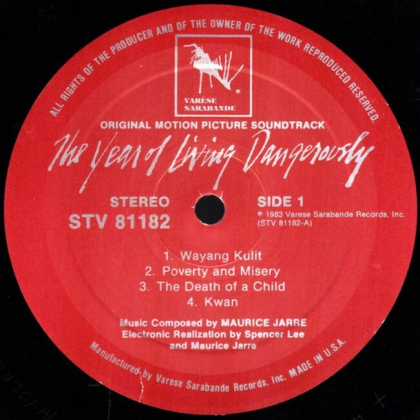 ALL RIGHTS OF THE PRODUCER AND OF THE OWNER OF THE WORK REPRODUCED RESERVED.
VARÈSE
SARABANDE
ORIGINAL MOTION PICTURE SOUNDTRACK
The Year of Living Dangerously
STEREO
STV 81182
SIDE 1
℗ 1983 Varese Sarabande Records, Inc.
(STV 81182-A)
1. Wayang Kulit
2. Poverty and Misery
3. The Death of a Child
4. Kwan
Music Composed by MAURICE JARRE
Electronic Realization by Spencer Lee
and Maurice Jarre
Manufactured by Varese Sarabande Records, Inc. MADE IN U.S.A.